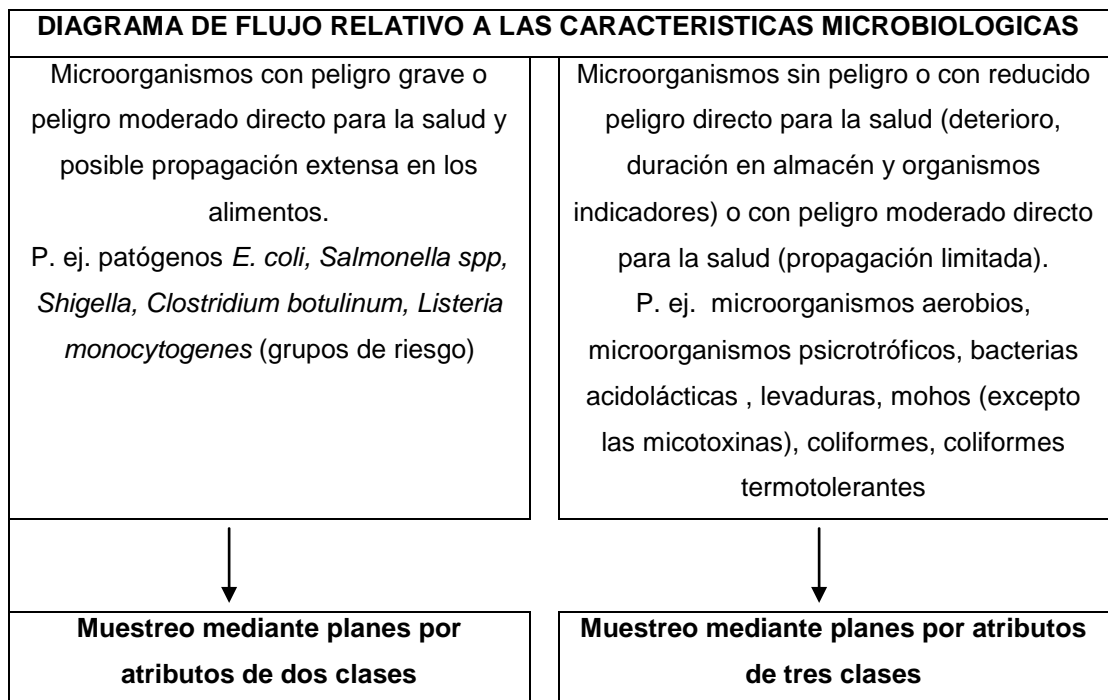 DIAGRAMA DE FLUJO RELATIVO A LAS CARACTERISTICAS MICROBIOLOGICAS
Microorganismos con peligro grave o
peligro moderado directo para la salud y
posible propagación extensa en los
alimentos.
P. ej. patógenos E. coli, Salmonella spp,
Shigella, Clostridium botulinum, Listeria
monocytogenes (grupos de riesgo)
Microorganismos sin peligro o con reducido
peligro directo para la salud (deterioro,
duración en almacén y organismos
indicadores) o con peligro moderado directo
para la salud (propagación limitada).
P. ej.  microorganismos aerobios,
microorganismos psicrotróficos, bacterias
acidolácticas , levaduras, mohos (excepto
las micotoxinas), coliformes, coliformes
termotolerantes
Muestreo mediante planes por
atributos de dos clases
Muestreo mediante planes por atributos
de tres clases